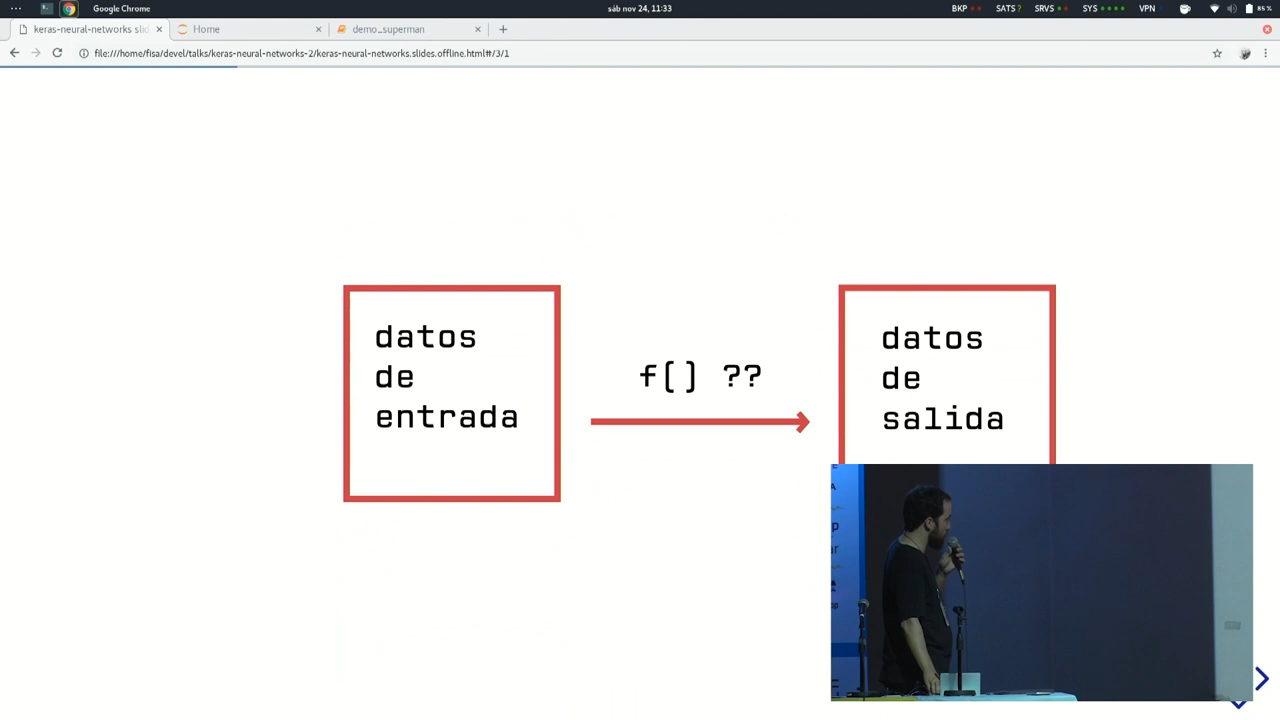 Google Chrome
sáb nov 24, 11:33
BKP
SATS ?
SRVS
SYS
VPN
85 %
keras-neural-networks slid
Home
demo_superman
file:///home/fisa/devel/talks/keras-neural-networks-2/keras-neural-networks.slides.offline.html#/3/1
datos
de
entrada
f[] ??
datos
de
salida